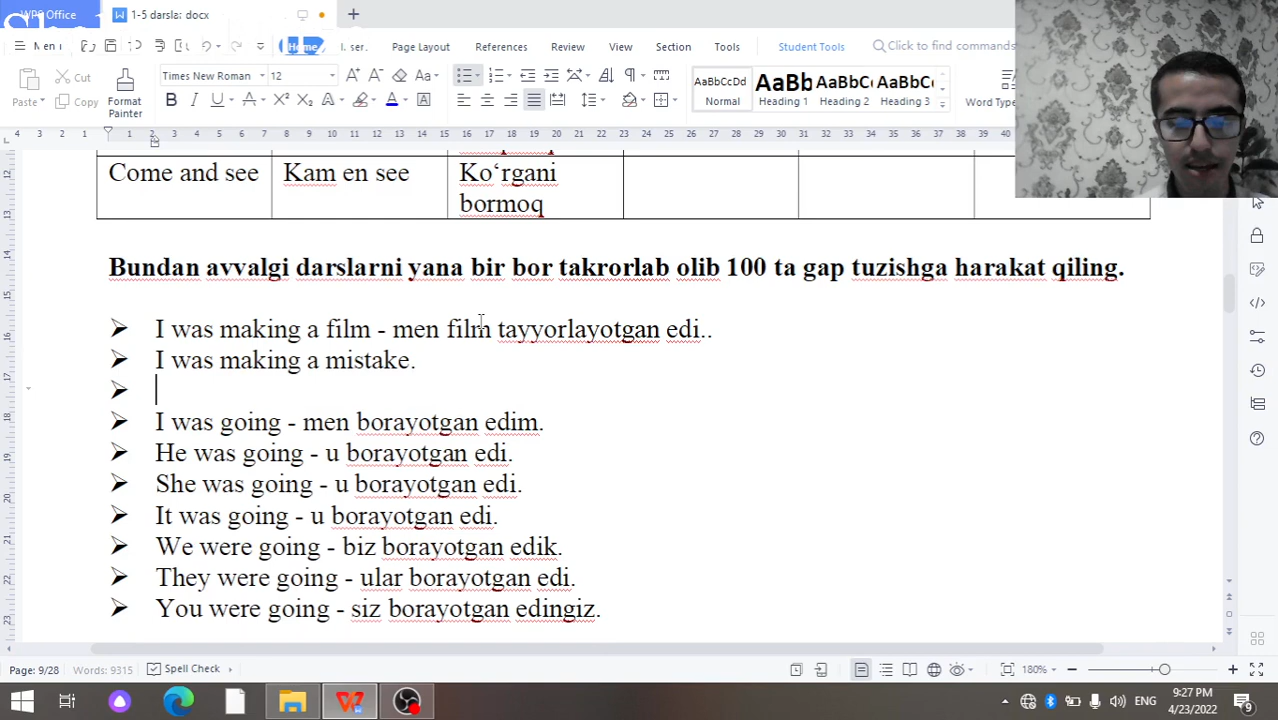 WPS Office
1-5 darslar.docx
Menu
Home
References
Page Layout
Review
View
Section
Tools
Student Tools
Click to find commands
Cut
Paste
Copy
Format Painter
Times New Roman
12
AaBbCcDd
Normal
AaBb
Heading 1
AaBbC
Heading 2
AaBbC
Heading 3
Word Type
Come and see
Kam en see
Ko‘rgani
bormoq
Bundan avvalgi darslarni yana bir bor takrorlab olib 100 ta gap tuzishga harakat qiling.
➢ I was making a film - men film tayyorlayotgan edi..
➢ I was making a mistake.
➢
➢ I was going - men borayotgan edim.
➢ He was going - u borayotgan edi.
➢ She was going - u borayotgan edi.
➢ It was going - u borayotgan edi.
➢ We were going - biz borayotgan edik.
➢ They were going - ular borayotgan edi.
➢ You were going - siz borayotgan edingiz.
Page: 9/28
Words: 9315
Spell Check
180%
ENG
9:27 PM
4/23/2022